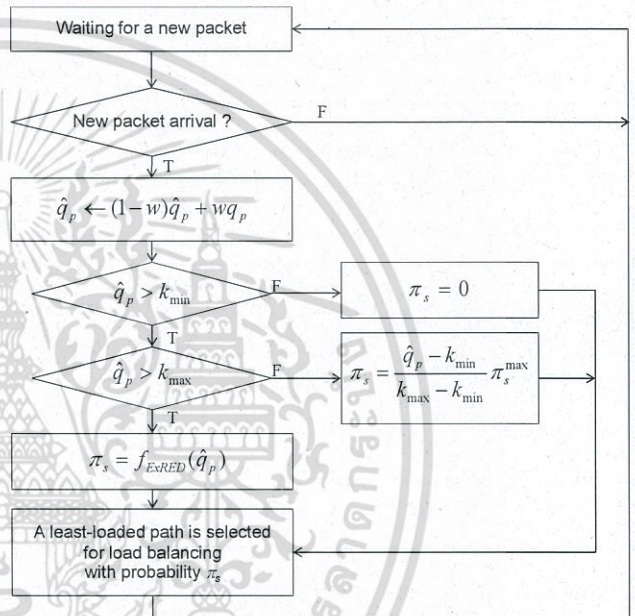 Waiting for a new packet
New packet arrival ?
F
T
q̂_p ← (1 − w)q̂_p + wq_p
q̂_p > k_min
F
π_s = 0
T
q̂_p > k_max
F
π_s = (q̂_p − k_min)/(k_max − k_min) π_s^max
T
π_s = f_ExRED(q̂_p)
A least-loaded path is selected
for load balancing
with probability π_s